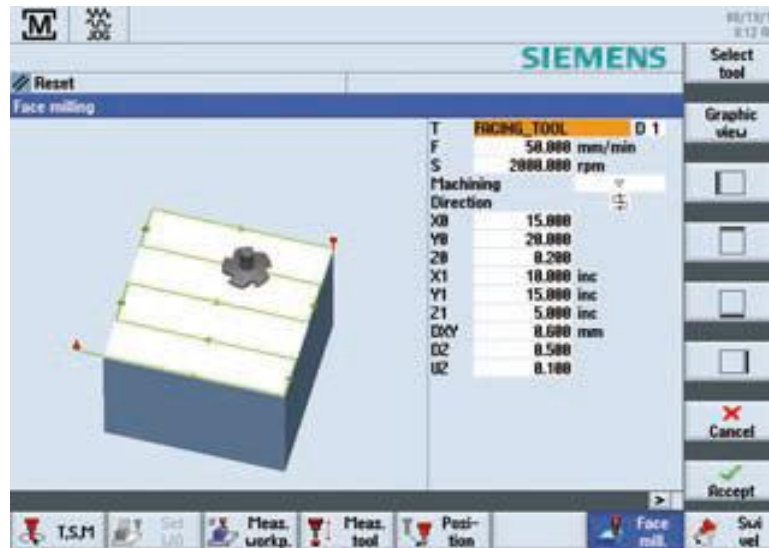 M
JOG
SIEMENS
Select
tool
Reset
Face milling
Graphic
view
T FACING_TOOL D 1
F 50.000 mm/min
S 2000.000 rpm
Machining
Direction
X0 15.000
Y0 20.000
Z0 0.200
X1 10.000 inc
Y1 15.000 inc
Z1 5.000 inc
DXY 0.600 mm
DZ 0.500
UZ 0.100
Cancel
Accept
>
T,S,M
Set
Meas.
workp.
Meas.
tool
Posi-
tion
Face
mill.
Swi
vel